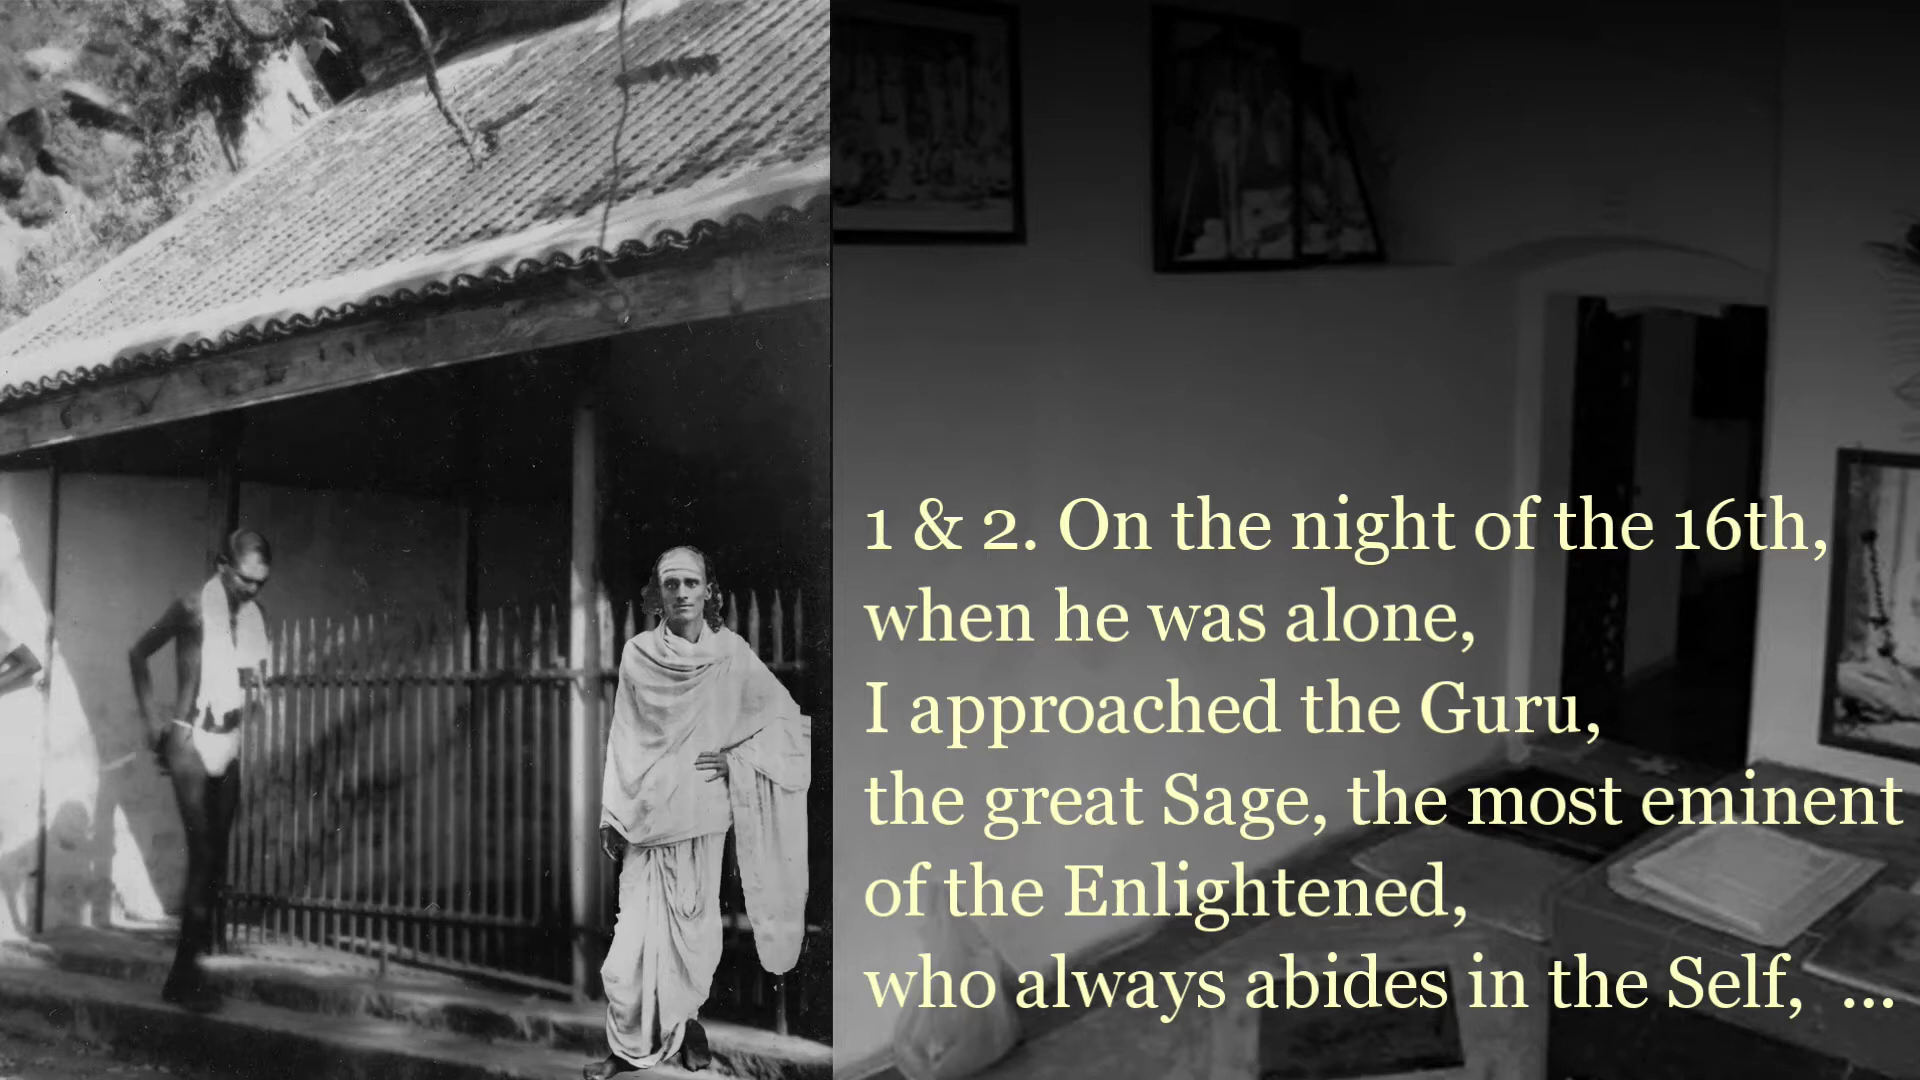 1 & 2. On the night of the 16th,
when he was alone,
I approached the Guru,
the great Sage, the most eminent
of the Enlightened,
who always abides in the Self,  ...